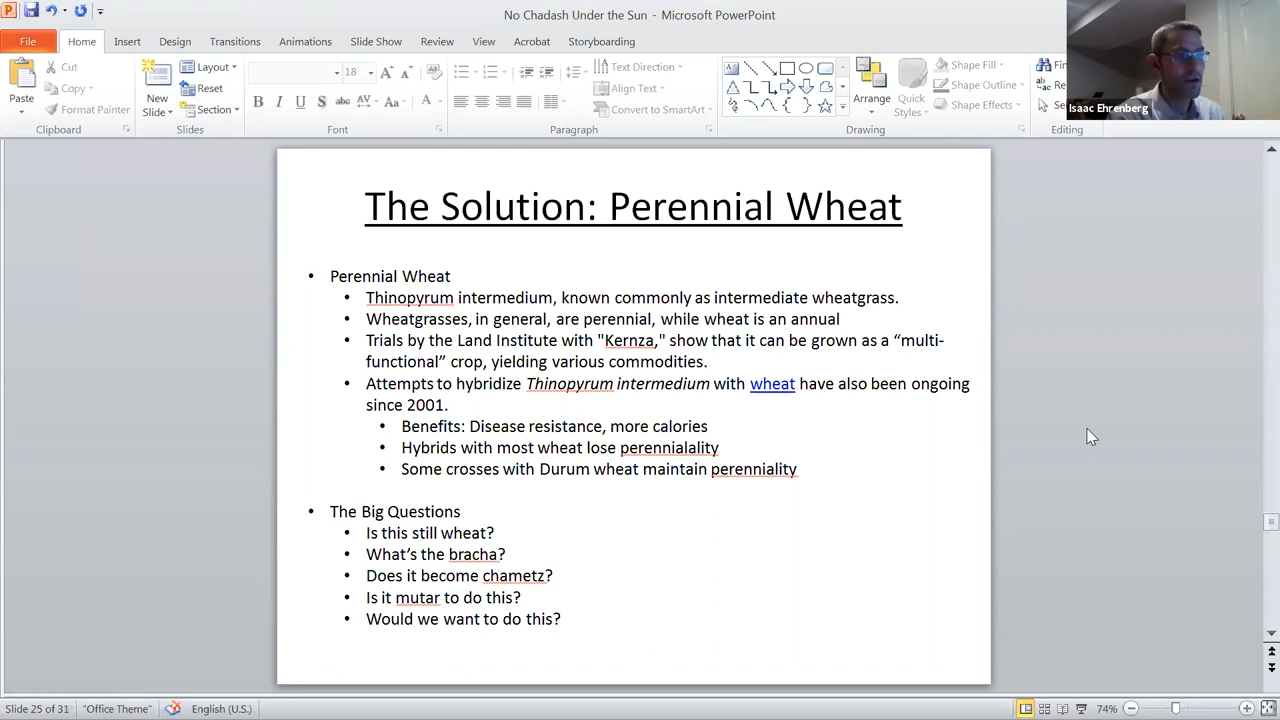 No Chadash Under the Sun - Microsoft PowerPoint
File Home Insert Design Transitions Animations Slide Show Review View Acrobat Storyboarding
Paste
Cut
Copy
Format Painter
Clipboard
New
Slide
Layout
Reset
Section
Slides
18
B I U S abc AV Aa A
Font
Text Direction
Align Text
Convert to SmartArt
Paragraph
Arrange
Quick
Styles
Shape Fill
Shape Outline
Shape Effects
Drawing
Editing
Isaac Ehrenberg
The Solution: Perennial Wheat
• Perennial Wheat
• Thinopyrum intermedium, known commonly as intermediate wheatgrass.
• Wheatgrasses, in general, are perennial, while wheat is an annual
• Trials by the Land Institute with "Kernza," show that it can be grown as a “multi-
functional” crop, yielding various commodities.
• Attempts to hybridize Thinopyrum intermedium with wheat have also been ongoing
since 2001.
• Benefits: Disease resistance, more calories
• Hybrids with most wheat lose perennialality
• Some crosses with Durum wheat maintain perenniality
• The Big Questions
• Is this still wheat?
• What’s the bracha?
• Does it become chametz?
• Is it mutar to do this?
• Would we want to do this?
Slide 25 of 31 "Office Theme" English (U.S.) 74%